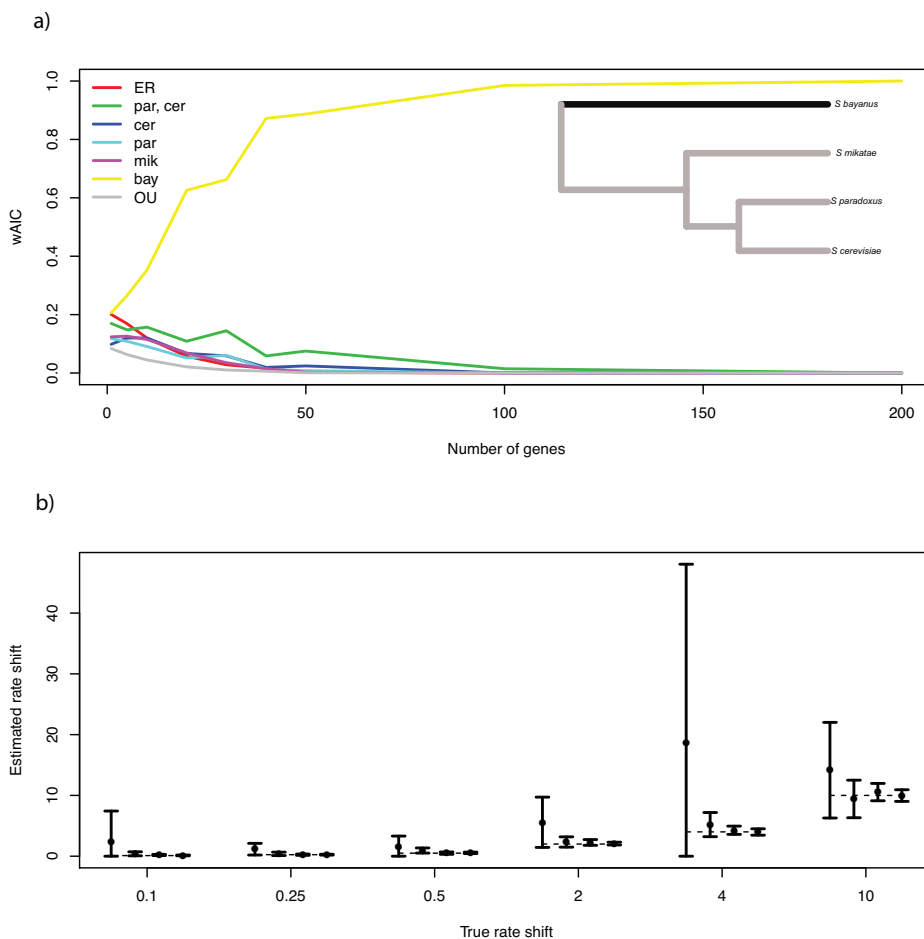 a)
ER
par, cer
cer
par
mik
bay
OU
S bayanus
S mikatae
S paradoxus
S cerevisiae
wAIC
0.0
0.2
0.4
0.6
0.8
1.0
0
50
100
150
200
Number of genes
b)
Estimated rate shift
0
10
20
30
40
0.1
0.25
0.5
2
4
10
True rate shift